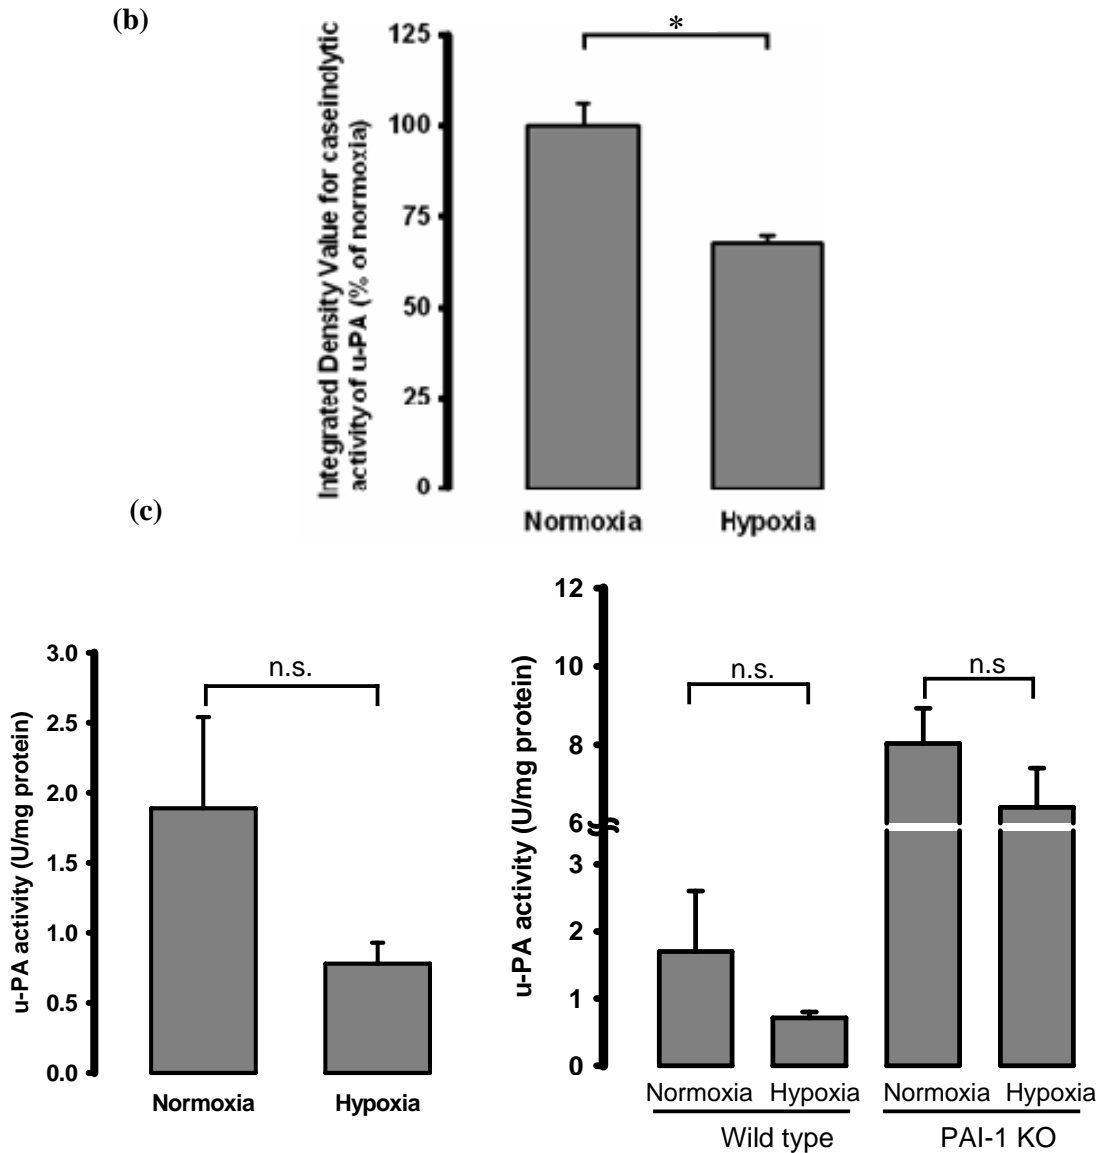 (b)
Integrated Density Value for caseinolytic
activity of u-PA (% of normoxia)
125
100
75
50
25
0
*
Normoxia Hypoxia
(c)
u-PA activity (U/mg protein)
3.0
2.5
2.0
1.5
1.0
0.5
0.0
n.s.
Normoxia Hypoxia
u-PA activity (U/mg protein)
12
10
8
6
3
2
1
0
n.s.
n.s
Normoxia Hypoxia Normoxia Hypoxia
Wild type PAI-1 KO